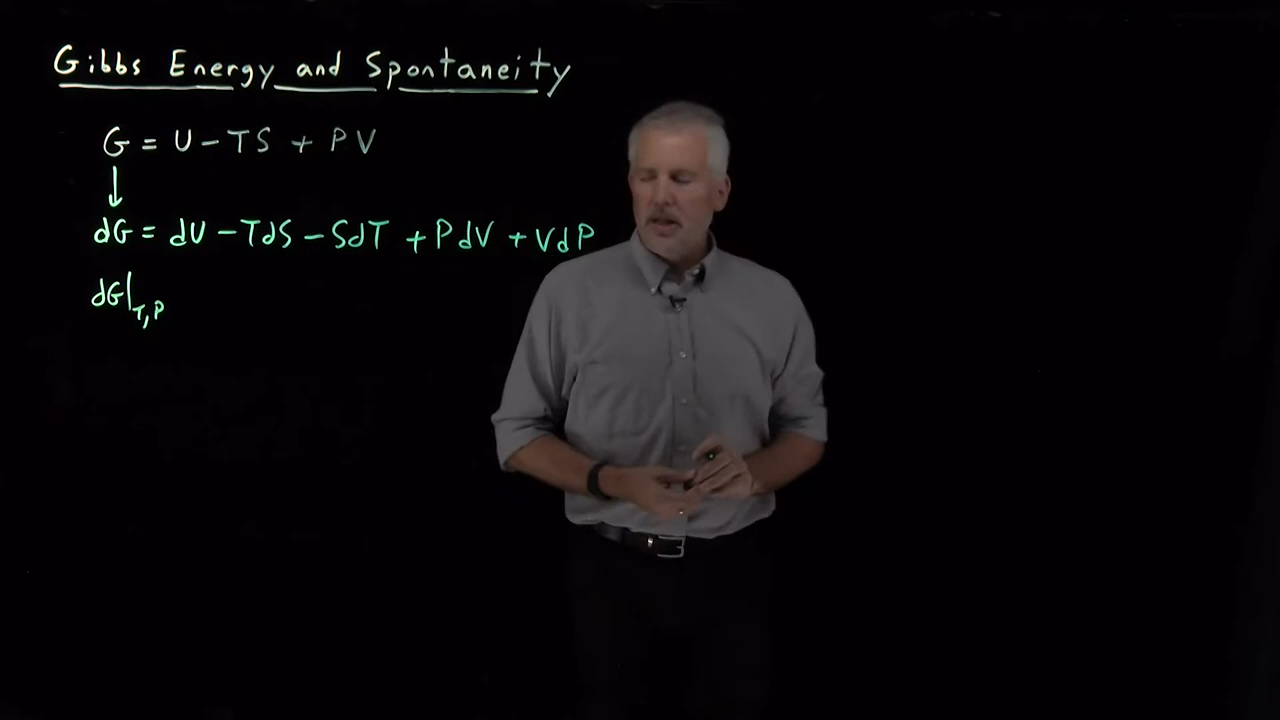 Gibbs Energy and Spontaneity
G = U - TS + PV
↓
dG = dU - TdS - SdT + PdV + VdP
dG|T,P